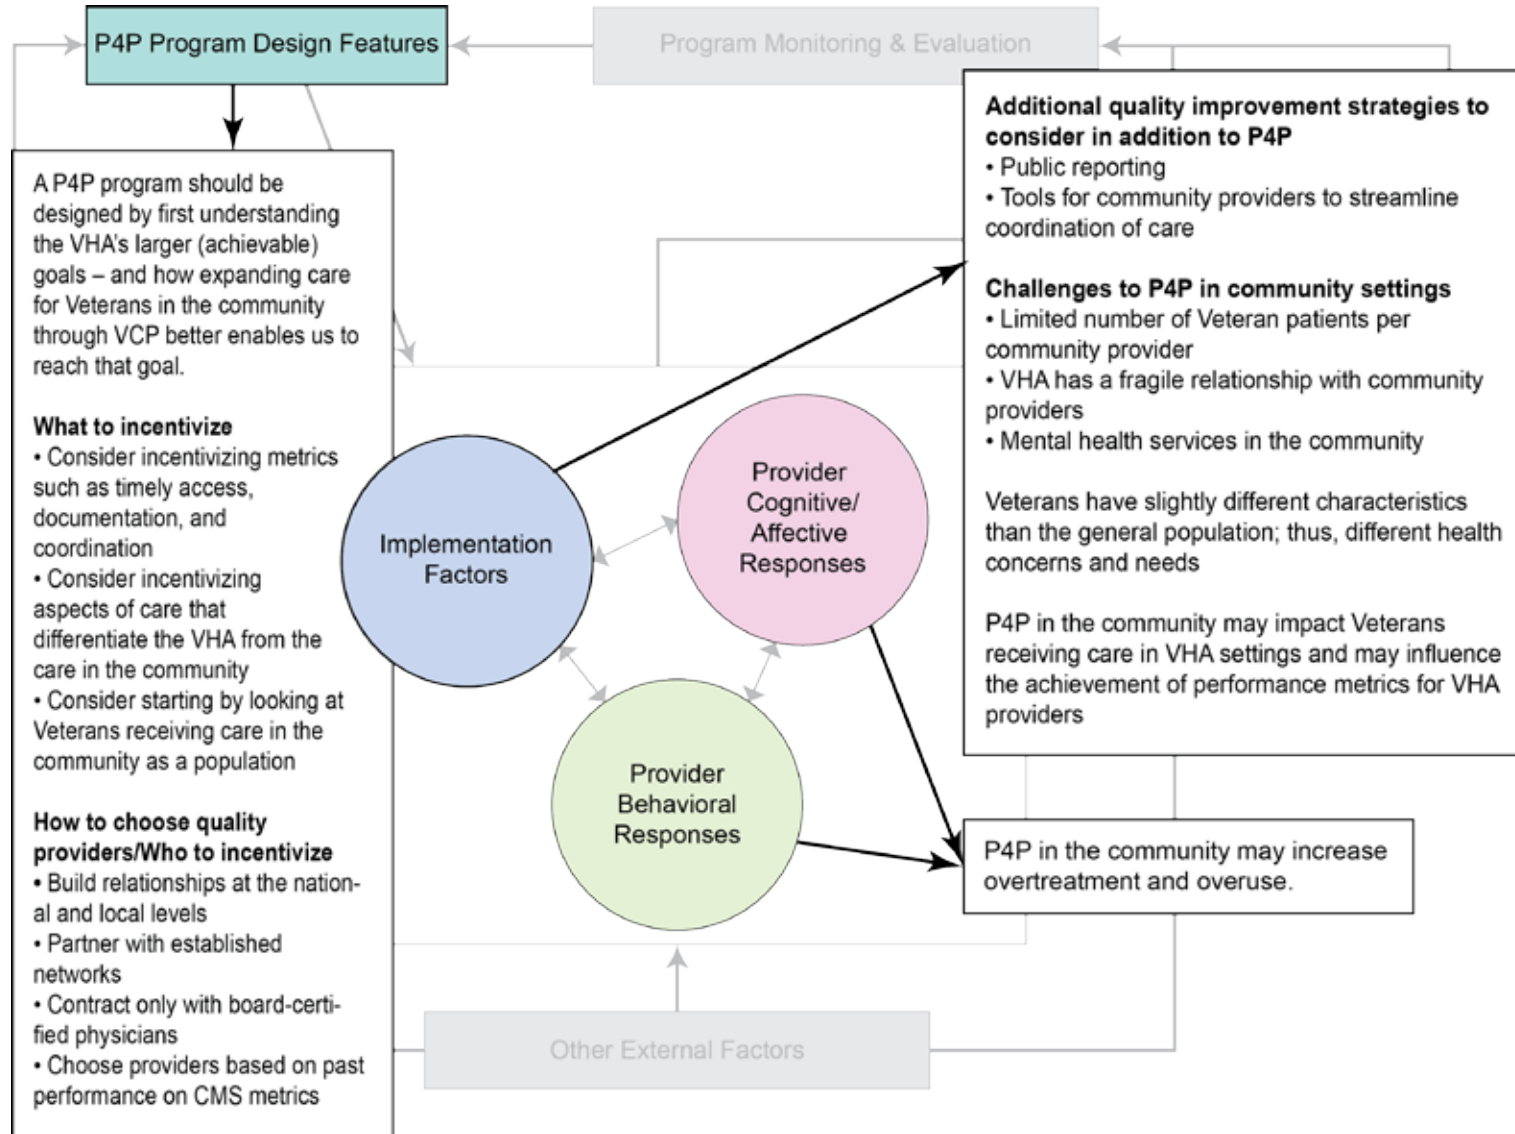 P4P Program Design Features
Program Monitoring & Evaluation
A P4P program should be
designed by first understanding
the VHA's larger (achievable)
goals – and how expanding care
for Veterans in the community
through VCP better enables us to
reach that goal.
What to incentivize
• Consider incentivizing metrics
such as timely access,
documentation, and
coordination
• Consider incentivizing
aspects of care that
differentiate the VHA from the
care in the community
• Consider starting by looking at
Veterans receiving care in the
community as a population
How to choose quality
providers/Who to incentivize
• Build relationships at the nation-
al and local levels
• Partner with established
networks
• Contract only with board-certi-
fied physicians
• Choose providers based on past
performance on CMS metrics
Implementation
Factors
Provider
Cognitive/
Affective
Responses
Provider
Behavioral
Responses
Additional quality improvement strategies to
consider in addition to P4P
• Public reporting
• Tools for community providers to streamline
coordination of care
Challenges to P4P in community settings
• Limited number of Veteran patients per
community provider
• VHA has a fragile relationship with community
providers
• Mental health services in the community
Veterans have slightly different characteristics
than the general population; thus, different health
concerns and needs
P4P in the community may impact Veterans
receiving care in VHA settings and may influence
the achievement of performance metrics for VHA
providers
P4P in the community may increase
overtreatment and overuse.
Other External Factors